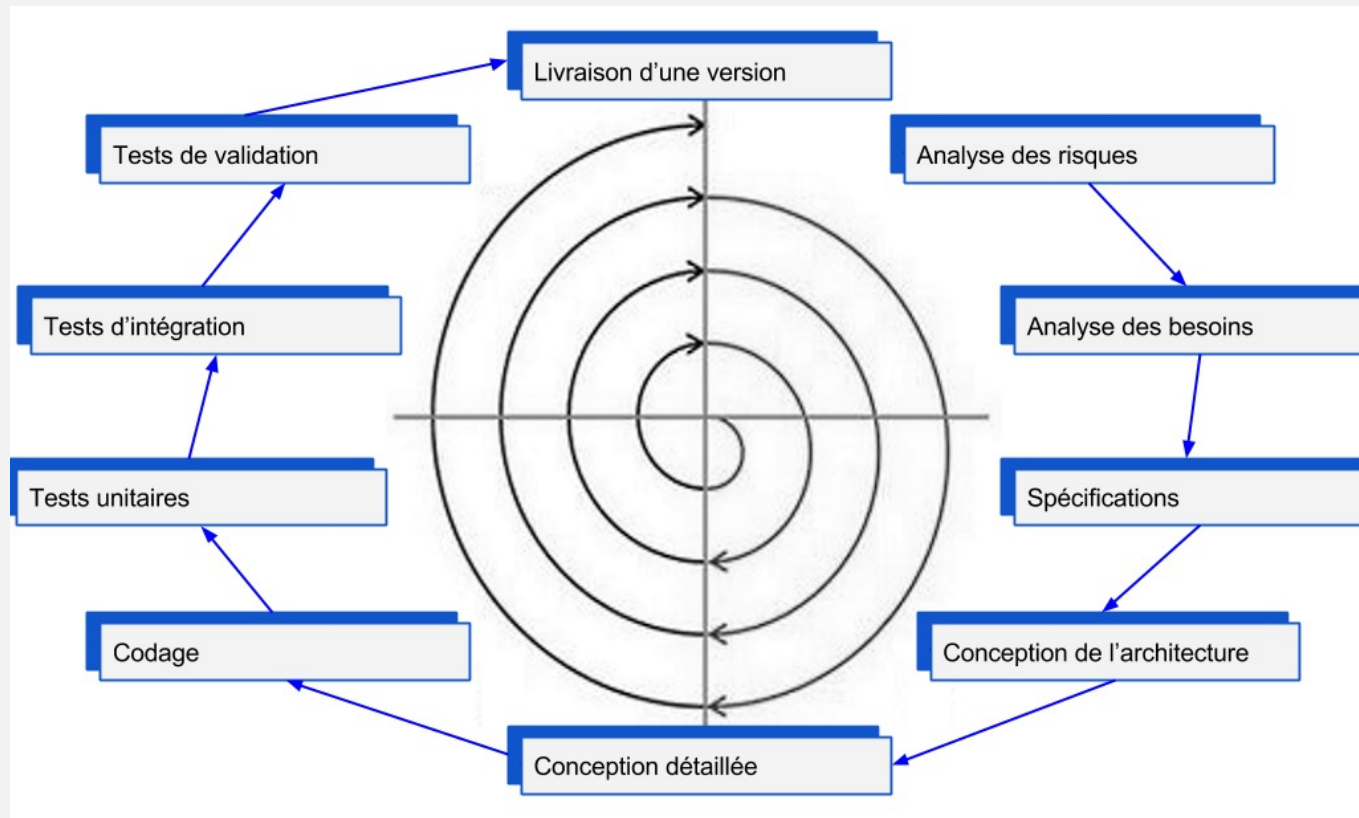 Livraison d’une version
Tests de validation
Analyse des risques
Tests d’intégration
Analyse des besoins
Tests unitaires
Spécifications
Codage
Conception de l’architecture
Conception détaillée